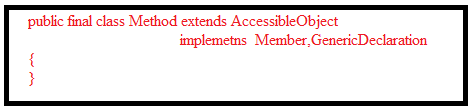 public final class Method extends AccessibleObject
implemetns Member,GenericDeclaration
{
}